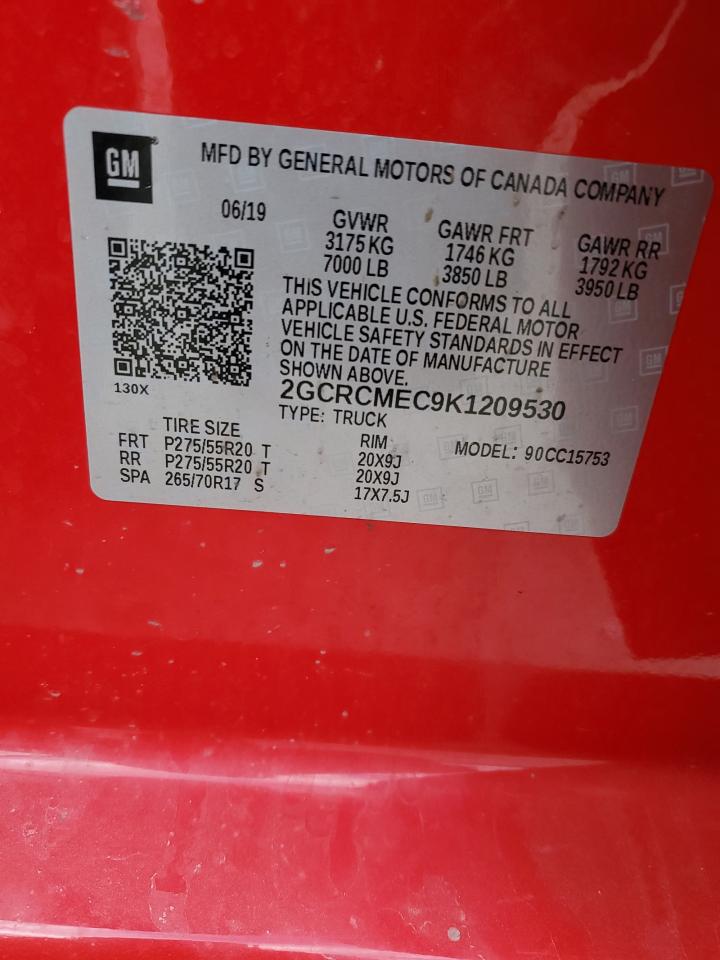 GM
MFD BY GENERAL MOTORS OF CANADA COMPANY
06/19
GVWR
3175 KG
7000 LB
GAWR FRT
1746 KG
3850 LB
GAWR RR
1792 KG
3950 LB
THIS VEHICLE CONFORMS TO ALL
APPLICABLE U.S. FEDERAL MOTOR
VEHICLE SAFETY STANDARDS IN EFFECT
ON THE DATE OF MANUFACTURE
SHOWN ABOVE.
130X
2GCRCMEC9K1209530
TYPE: TRUCK
MODEL: 90CC15753
TIRE SIZE RIM
FRT P275/55R20 T 20X9J
RR P275/55R20 T 20X9J
SPA 265/70R17 S 17X7.5J